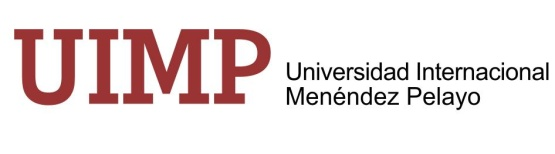 UIMP
Universidad Internacional
Menéndez Pelayo